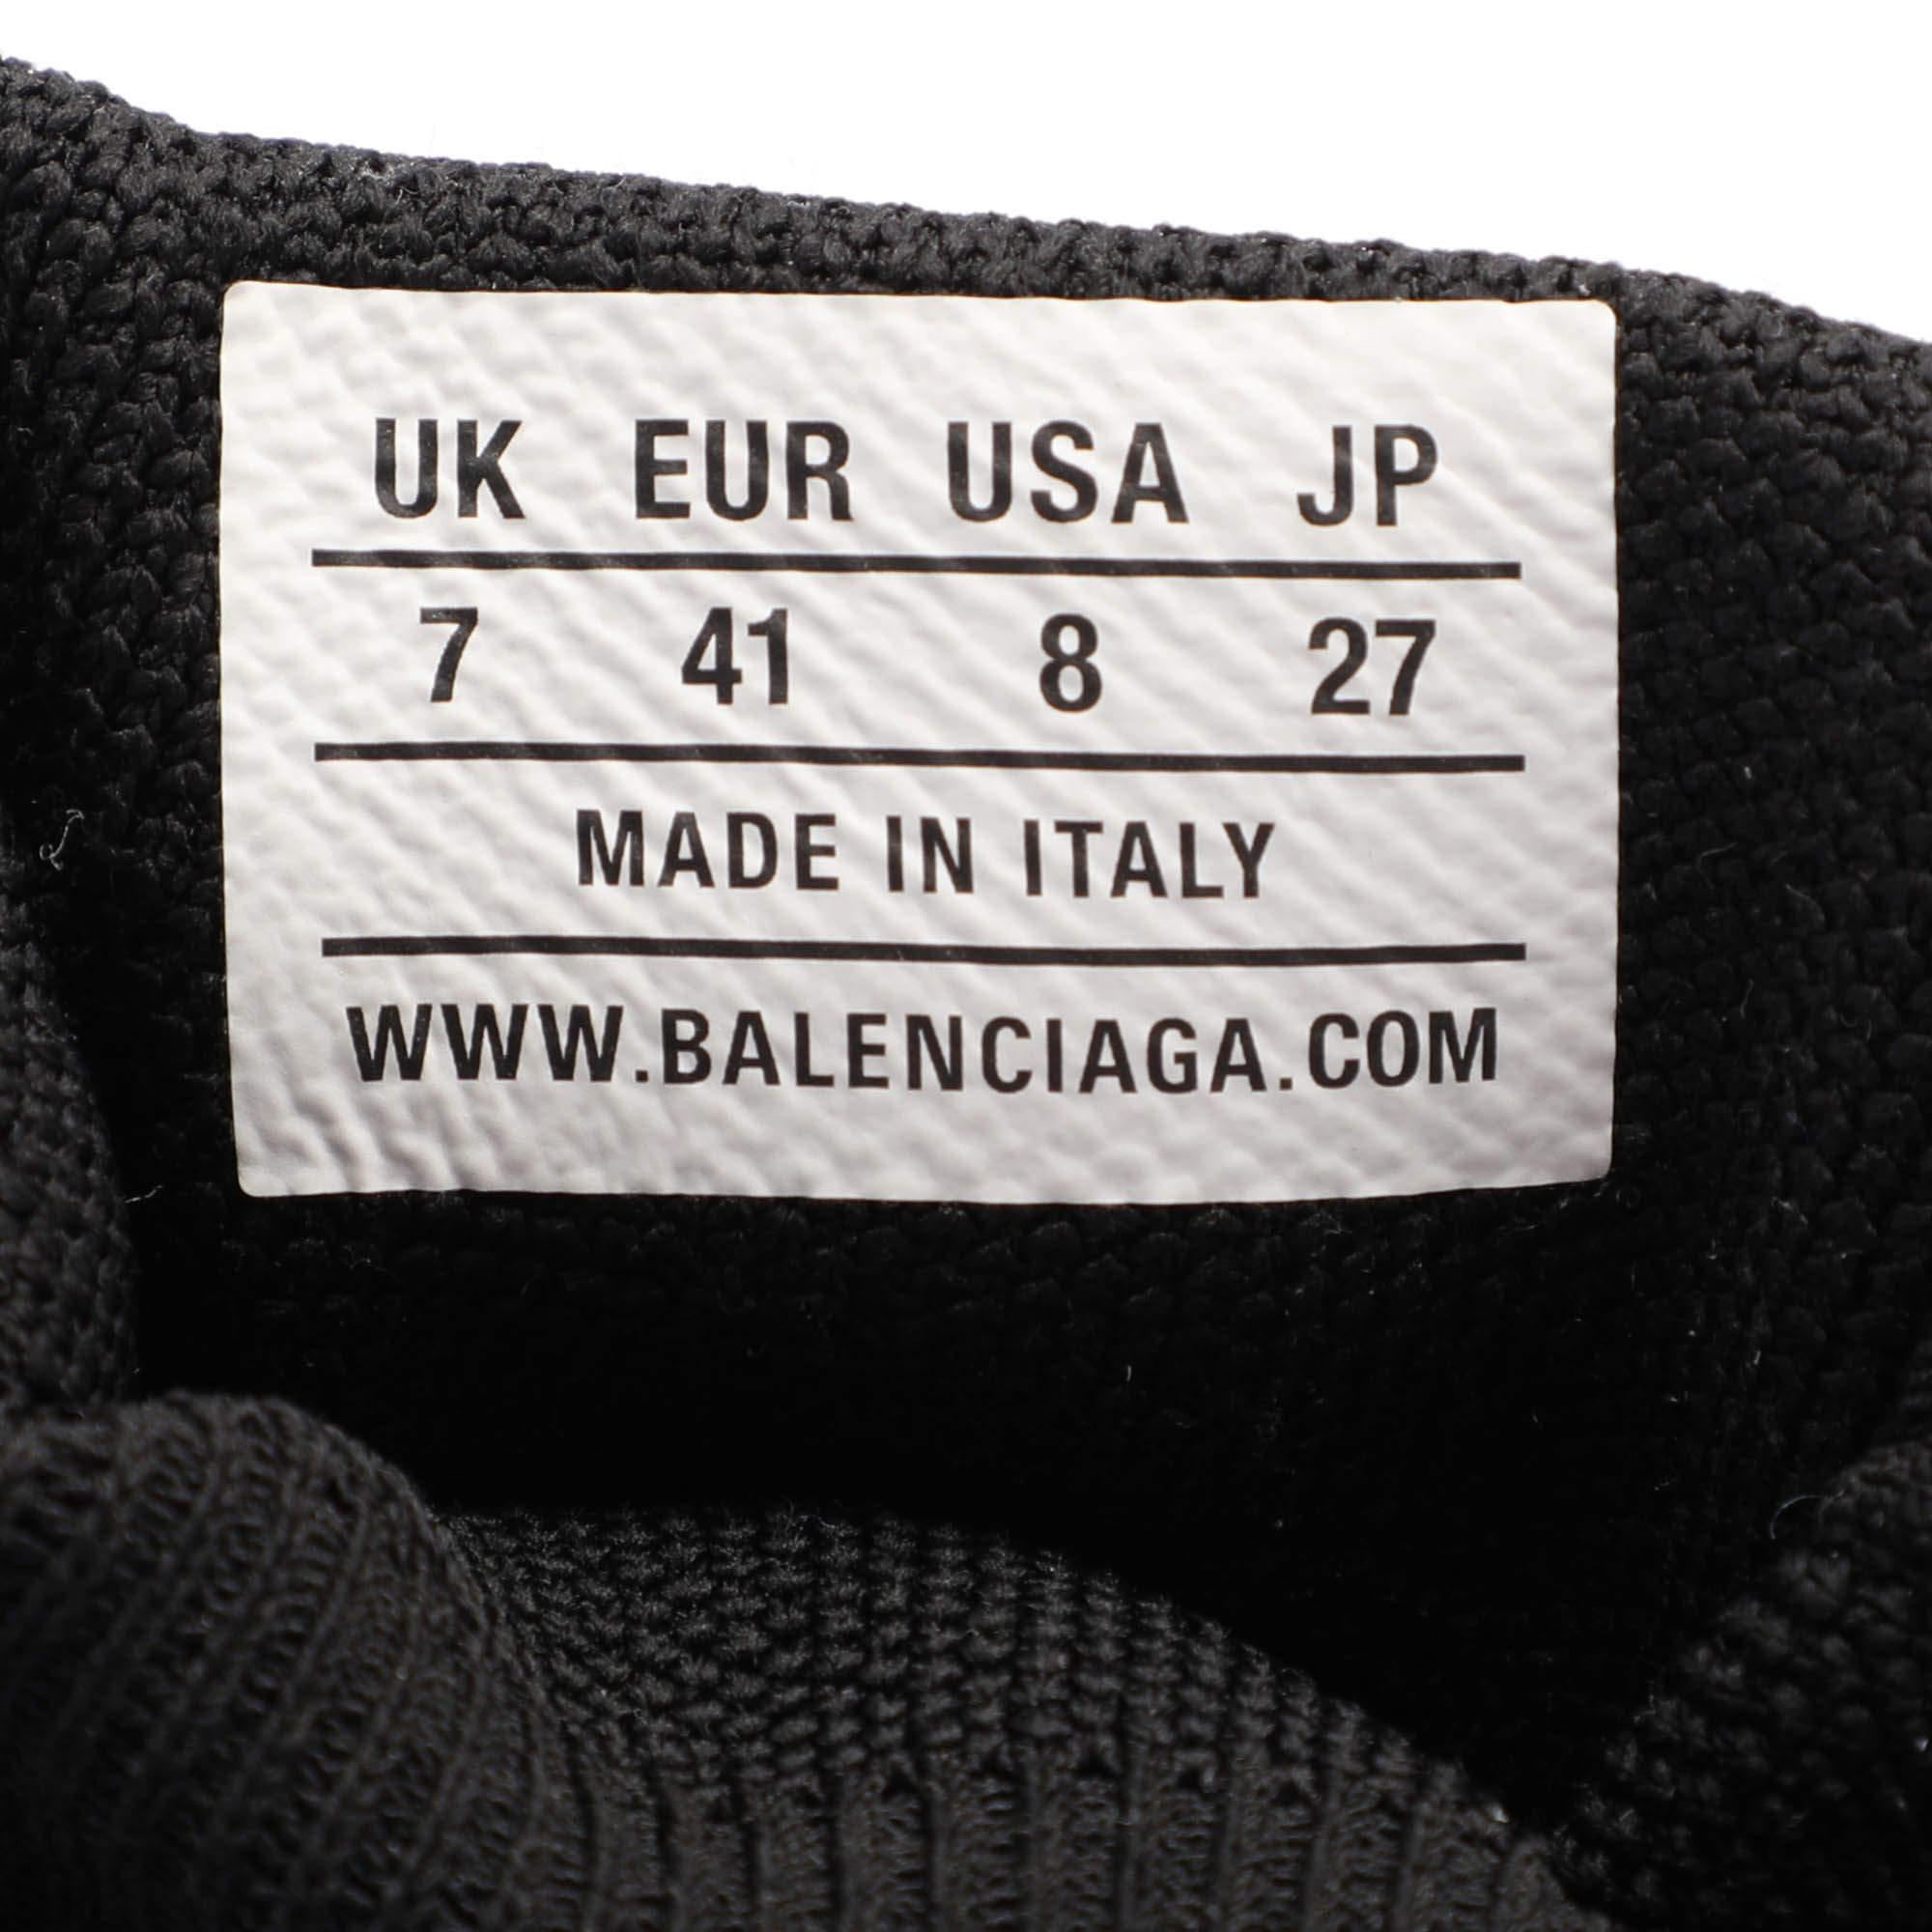 UK EUR USA JP
7 41 8 27
MADE IN ITALY
WWW.BALENCIAGA.COM